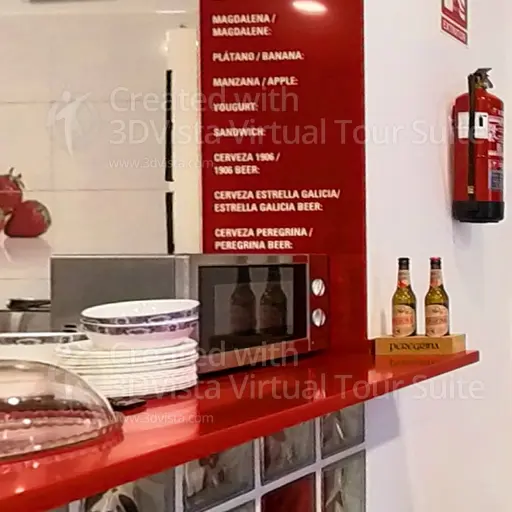 MAGDALENA /
MAGDALENE:
PLÁTANO / BANANA:
MANZANA / APPLE:
YOUGURT:
SANDWICH:
CERVEZA 1906 /
1906 BEER:
CERVEZA ESTRELLA GALICIA/
ESTRELLA GALICIA BEER:
CERVEZA PEREGRINA /
PEREGRINA BEER:
EXTINTOR
PEREGRINA
Created with
3DVista Virtual Tour Suite
www.3dvista.com
Created with
3DVista Virtual Tour Suite
www.3dvista.com